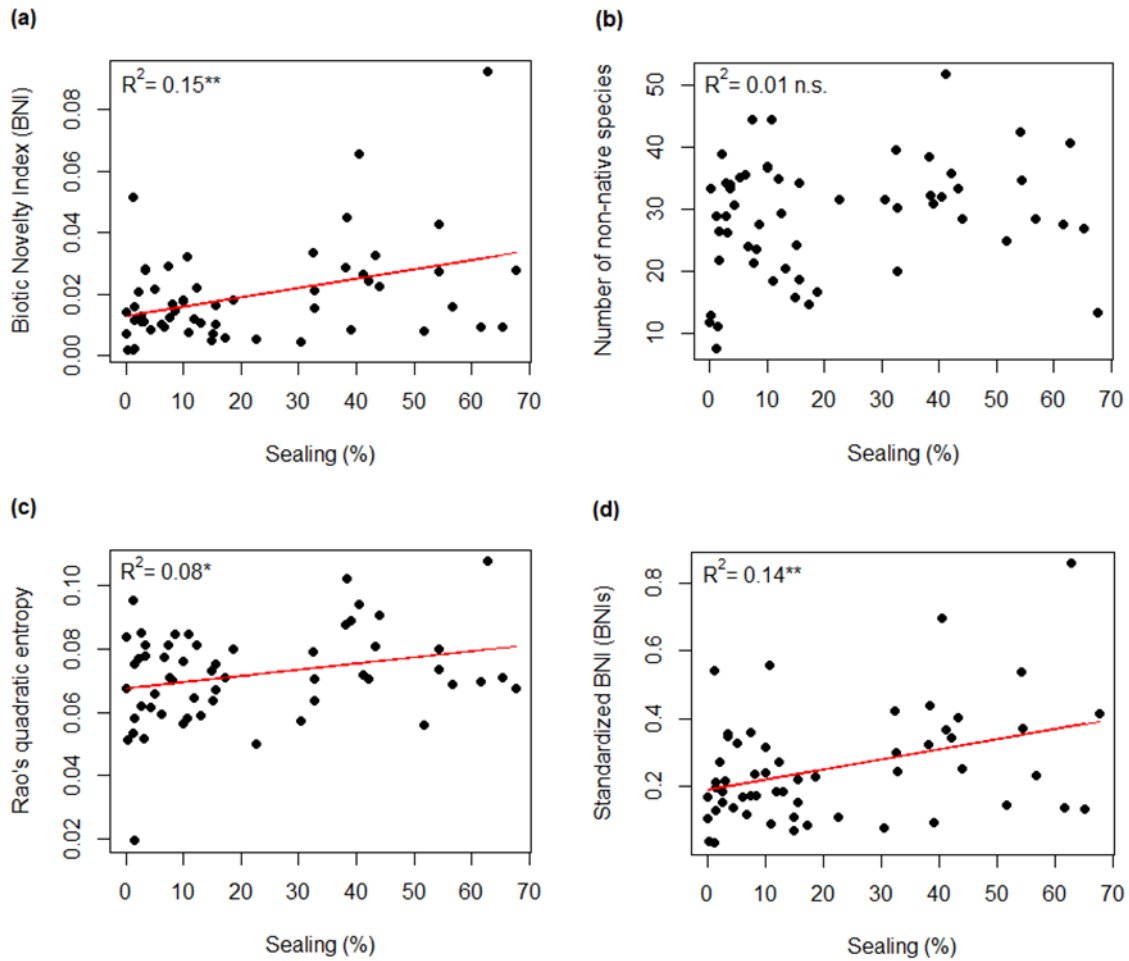 (a)
R²= 0.15**
Biotic Novelty Index (BNI)
0.00 0.02 0.04 0.06 0.08
0 10 20 30 40 50 60 70
Sealing (%)
(b)
R²= 0.01 n.s.
Number of non-native species
10 20 30 40 50
0 10 20 30 40 50 60 70
Sealing (%)
(c)
R²= 0.08*
Rao's quadratic entropy
0.02 0.04 0.06 0.08 0.10
0 10 20 30 40 50 60 70
Sealing (%)
(d)
R²= 0.14**
Standardized BNI (BNIs)
0.2 0.4 0.6 0.8
0 10 20 30 40 50 60 70
Sealing (%)